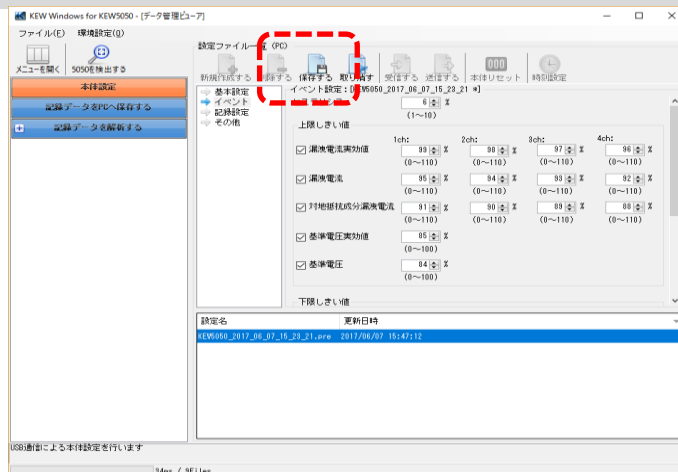 KEW Windows for KEW5050 - [データ管理ビューア]
ファイル(F) 環境設定(Q)
メニューを開く 5050を検出する
本体設定
記録データをPCへ保存する
記録データを解析する
設定ファイル一覧 (PC)
新規作成する 削除する 保存する 取り消す 受信する 送信する 本体リセット 時刻設定
基本設定
イベント
記録設定
その他
イベント設定:[KEW5050_2017_06_07_15_23_21 *]
ヒステリシス 6 %
(1~10)
上限しきい値
1ch: 2ch: 3ch: 4ch:
漏洩電流実効値 99 % 98 % 97 % 96 %
(0~110) (0~110) (0~110) (0~110)
漏洩電流 95 % 94 % 93 % 92 %
(0~110) (0~110) (0~110) (0~110)
対地抵抗成分漏洩電流 91 % 90 % 89 % 88 %
(0~110) (0~110) (0~110) (0~110)
基準電圧実効値 85 %
(0~100)
基準電圧 84 %
(0~100)
下限しきい値
設定名 更新日時
KEW5050_2017_06_07_15_23_21.pre 2017/06/07 15:47:12
USB通信による本体設定を行います